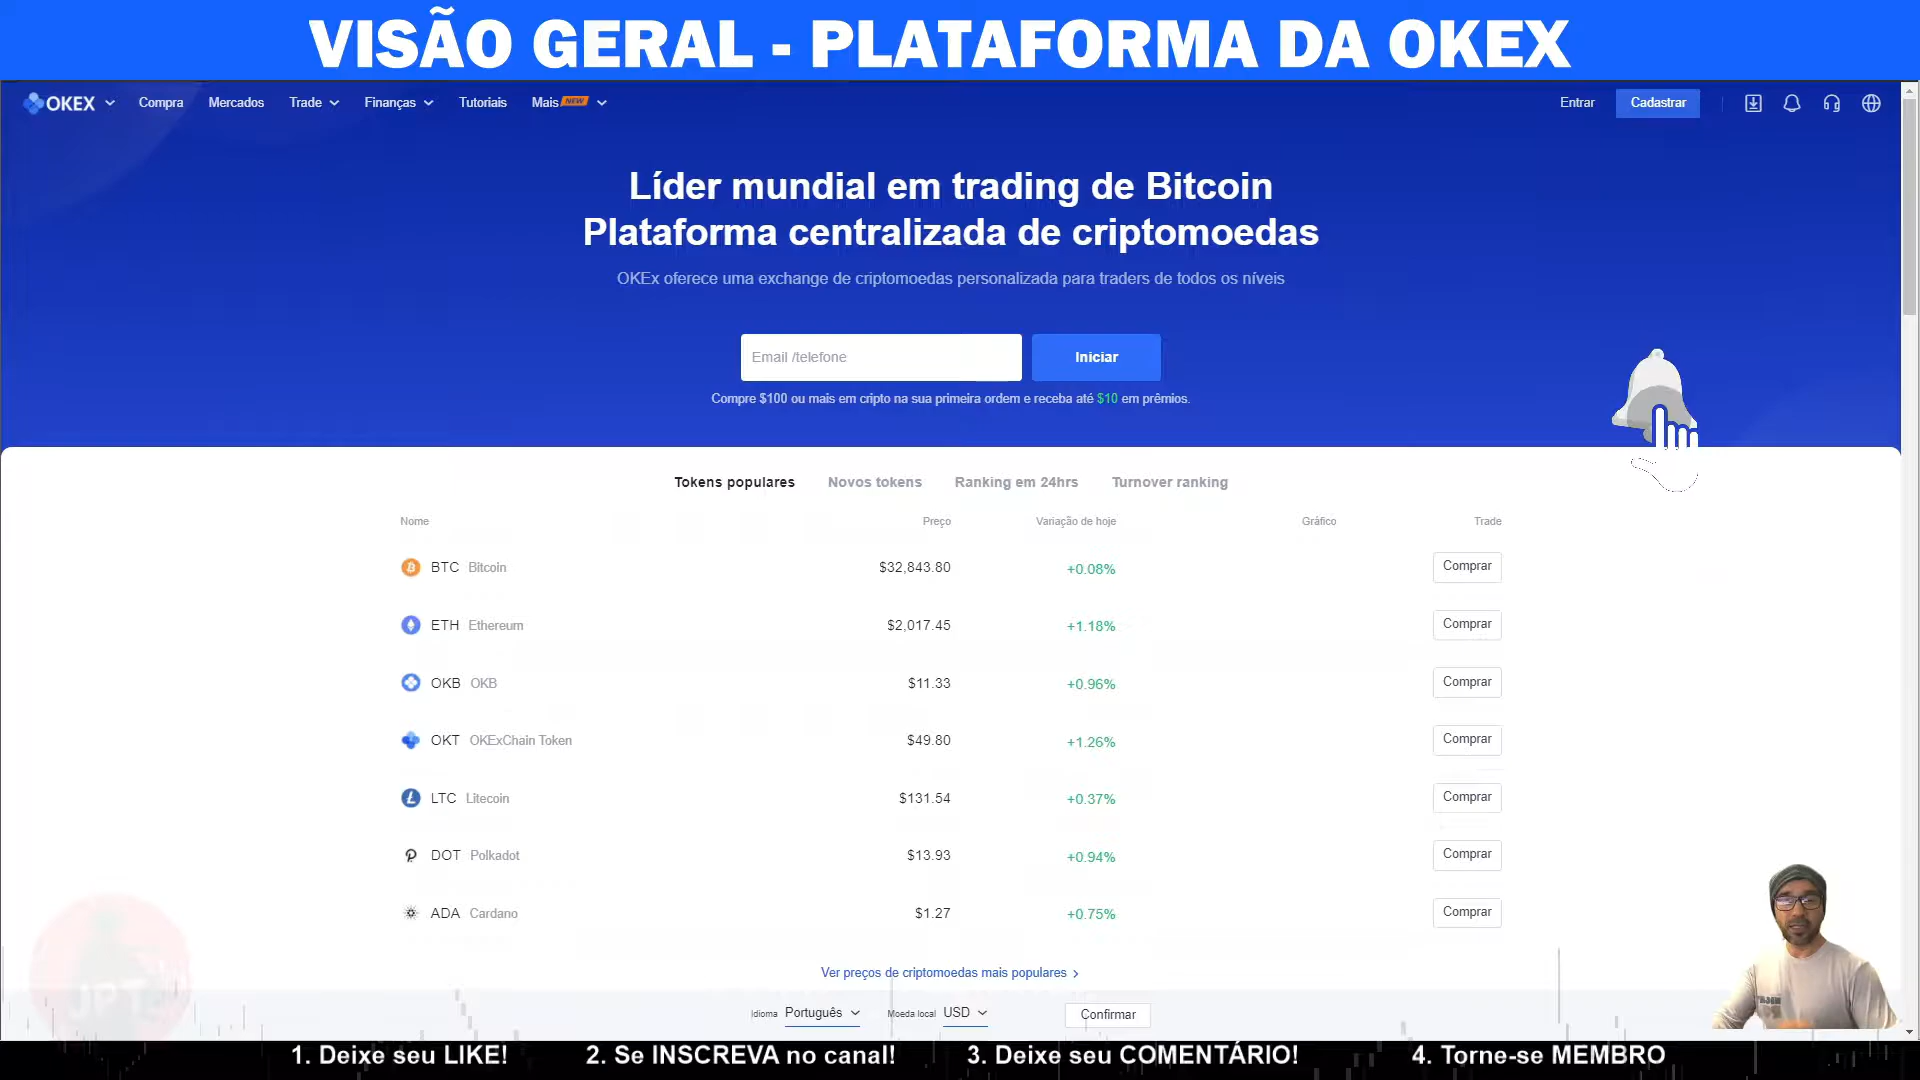 VISÃO GERAL - PLATAFORMA DA OKEX
OKEX Compra Mercados Trade Finanças Tutoriais Mais NEW Entrar Cadastrar
Líder mundial em trading de Bitcoin
Plataforma centralizada de criptomoedas
OKEx oferece uma exchange de criptomoedas personalizada para traders de todos os níveis
Email /telefone Iniciar
Compre $100 ou mais em cripto na sua primeira ordem e receba até $10 em prêmios.
Tokens populares Novos tokens Ranking em 24hrs Turnover ranking
Nome Preço Variação de hoje Gráfico Trade
BTC Bitcoin $32,843.80 +0.08% Comprar
ETH Ethereum $2,017.45 +1.18% Comprar
OKB OKB $11.33 +0.96% Comprar
OKT OKExChain Token $49.80 +1.26% Comprar
LTC Litecoin $131.54 +0.37% Comprar
DOT Polkadot $13.93 +0.94% Comprar
ADA Cardano $1.27 +0.75% Comprar
Ver preços de criptomoedas mais populares
JPT
Idioma Português Moeda local USD Confirmar
1. Deixe seu LIKE! 2. Se INSCREVA no canal! 3. Deixe seu COMENTÁRIO! 4. Torne-se MEMBRO